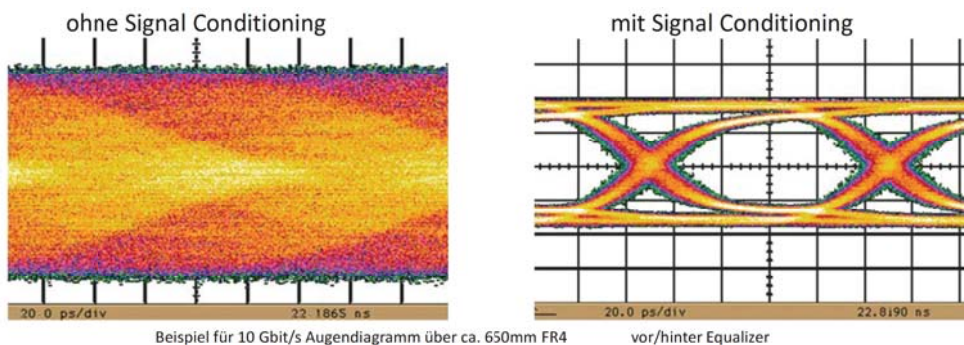 ohne Signal Conditioning
mit Signal Conditioning
20.0 ps/div 22.1865 ns
20.0 ps/div 22.8190 ns
Beispiel für 10 Gbit/s Augendiagramm über ca. 650mm FR4 vor/hinter Equalizer